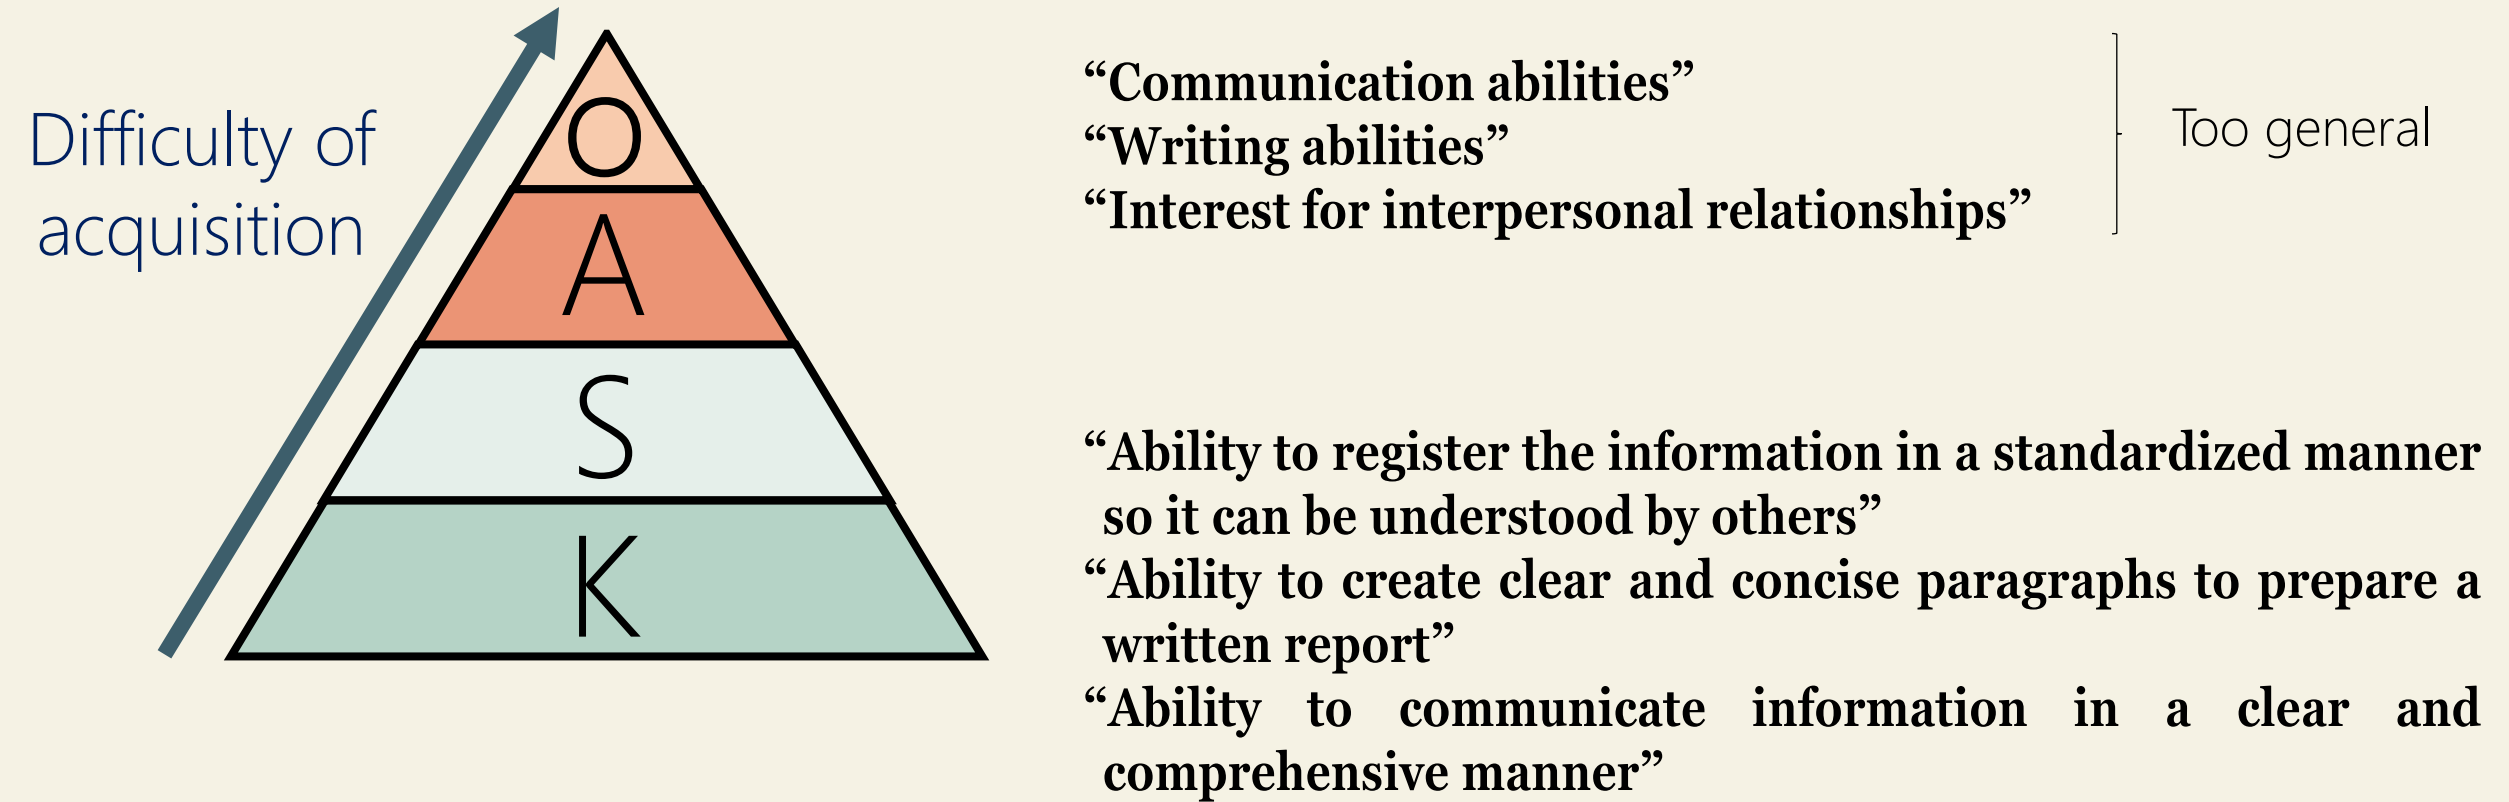 Difficulty of
acquisition
O
A
S
K
“Communication abilities”
“Writing abilities”
“Interest for interpersonal relationships”
Too general
“Ability to register the information in a standardized manner
so it can be understood by others”
“Ability to create clear and concise paragraphs to prepare a
written report”
“Ability to communicate information in a clear and
comprehensive manner”